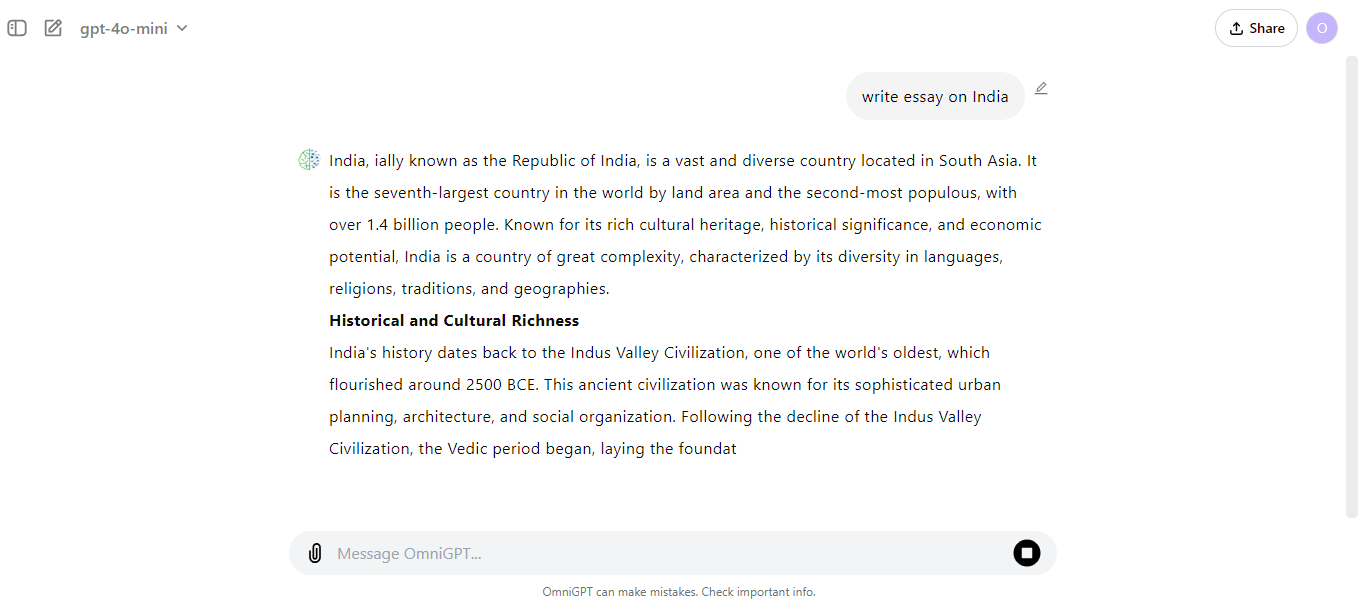 gpt-4o-mini
Share
O
write essay on India
India, ially known as the Republic of India, is a vast and diverse country located in South Asia. It
is the seventh-largest country in the world by land area and the second-most populous, with
over 1.4 billion people. Known for its rich cultural heritage, historical significance, and economic
potential, India is a country of great complexity, characterized by its diversity in languages,
religions, traditions, and geographies.
Historical and Cultural Richness
India's history dates back to the Indus Valley Civilization, one of the world's oldest, which
flourished around 2500 BCE. This ancient civilization was known for its sophisticated urban
planning, architecture, and social organization. Following the decline of the Indus Valley
Civilization, the Vedic period began, laying the foundat
Message OmniGPT...
OmniGPT can make mistakes. Check important info.